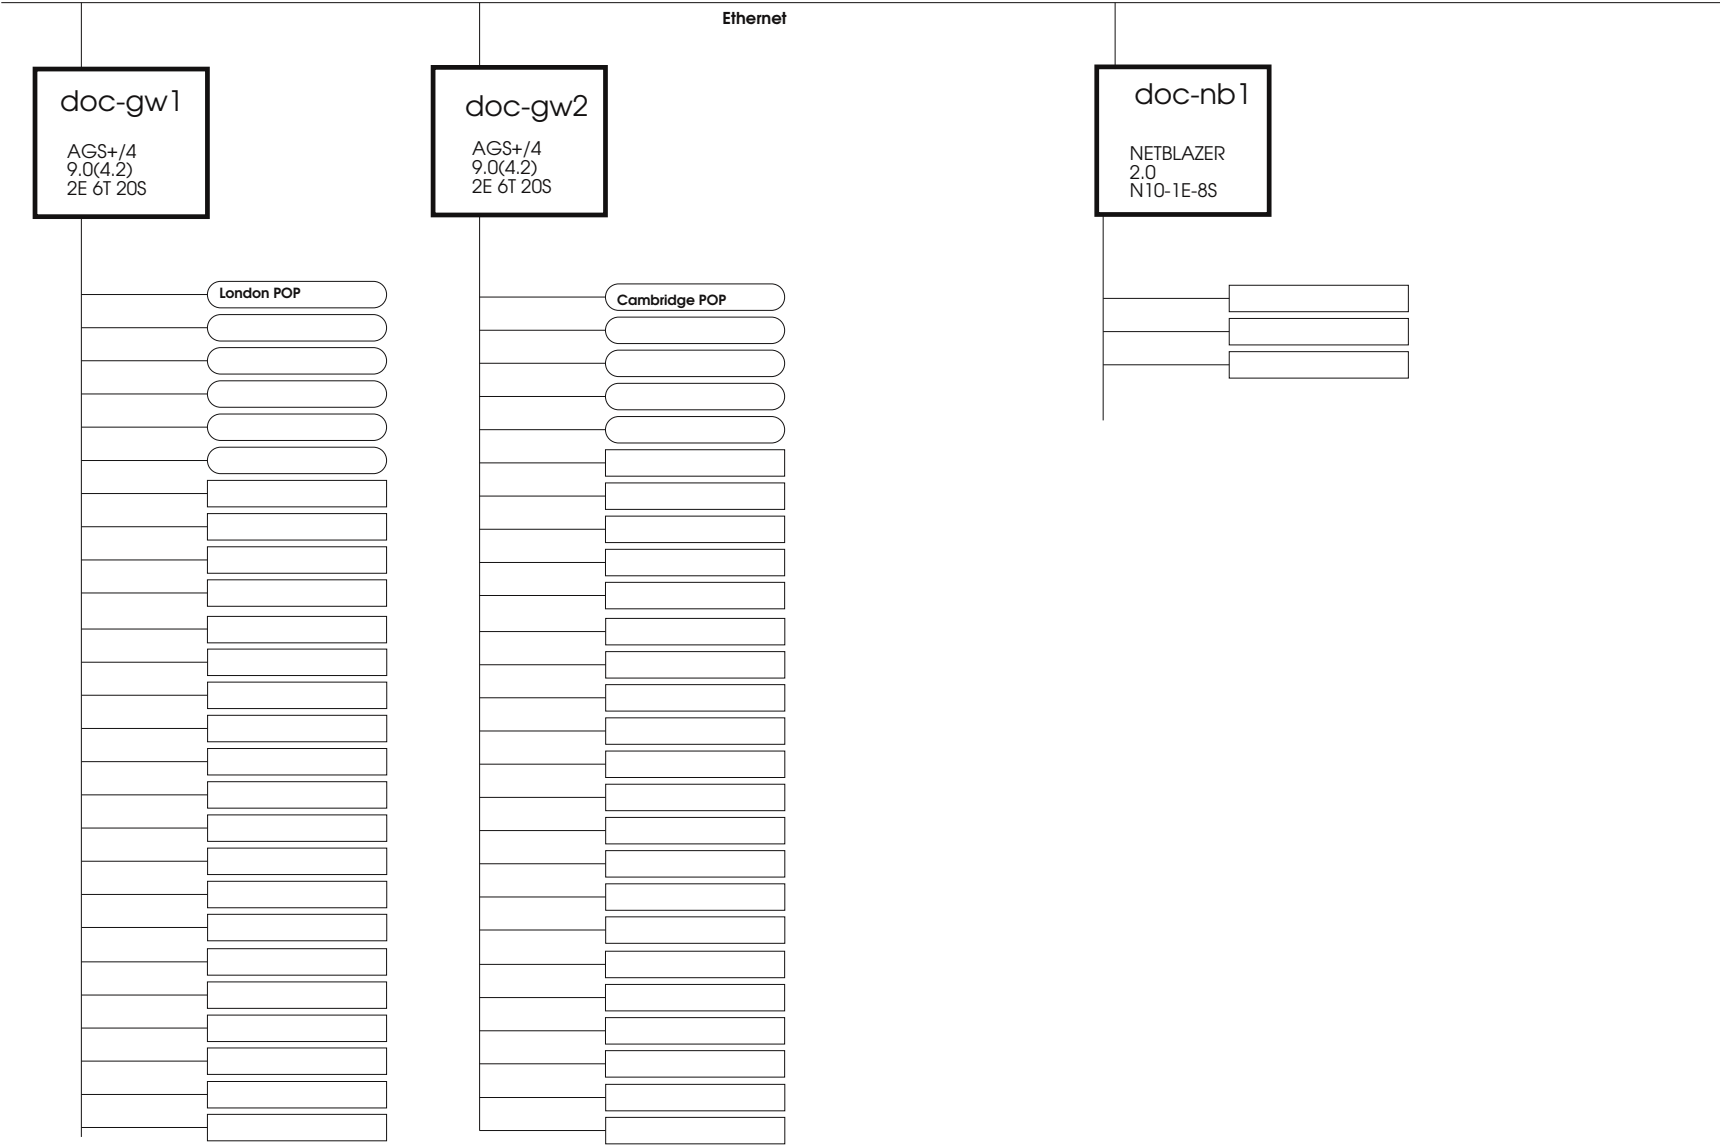 Ethernet
doc-gw1
AGS+/4
9.0(4.2)
2E 6T 20S
doc-gw2
AGS+/4
9.0(4.2)
2E 6T 20S
doc-nb1
NETBLAZER
2.0
N10-1E-8S
London POP
Cambridge POP